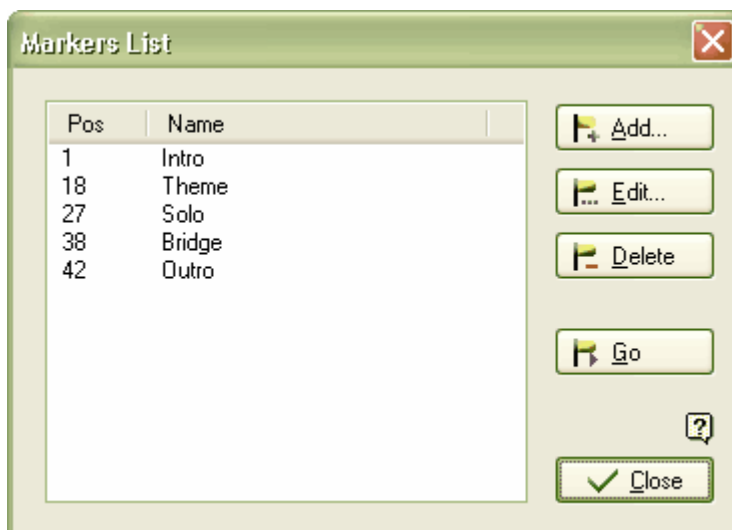 Markers List
Pos Name
1 Intro
18 Theme
27 Solo
38 Bridge
42 Outro
Add...
Edit...
Delete
Go
?
Close